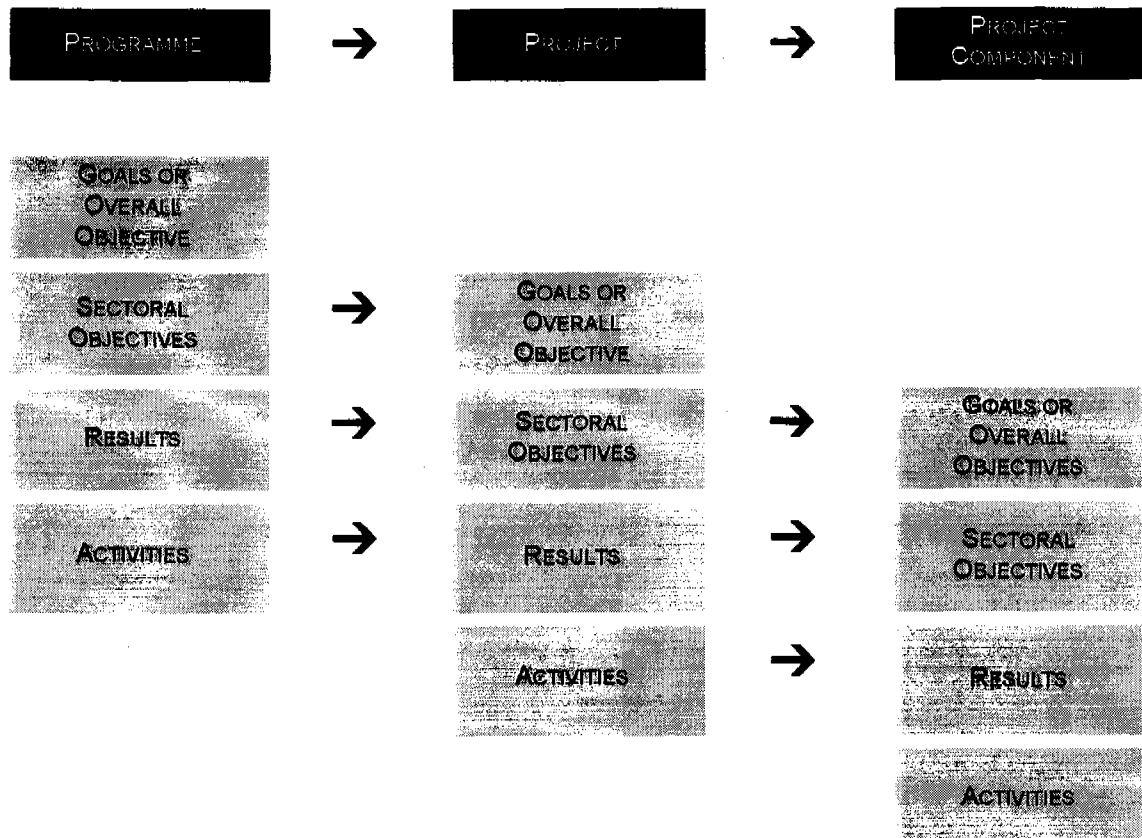 PROGRAMME → PROJECT → PROJECT
COMPONENT
GOALS OR
OVERALL
OBJECTIVE
SECTORAL
OBJECTIVES
→
GOALS OR
OVERALL
OBJECTIVE
RESULTS
→
SECTORAL
OBJECTIVES
→
GOALS OR
OVERALL
OBJECTIVES
ACTIVITIES
→
RESULTS
→
SECTORAL
OBJECTIVES
ACTIVITIES
→
RESULTS
ACTIVITIES